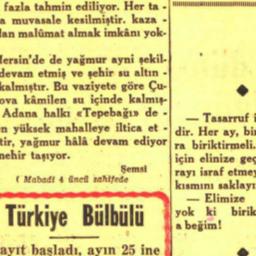 fazla tahmin ediliyor. Her ta -
a muvasale kesilmiştir. kaza -
lan malûmat almak imkânı yok-
Mersin'de de yağmur ayni şekil-
devam etmiş ve şehir su altın -
kalmıştır. Bu vaziyete göre Çu-
ova kâmilen su içinde kalmış-
Adana halkı «Tepebağı» de -
en yüksek mahalleye iltica et -
tir, yağmur hâlâ devam ediyor
nehir taşıyor.
Şemsi
( Mabadi 4 üncü sahifede
Türkiye Bülbülü
ayıt başladı, ayın 25 ine
— Tasarruf i
dir. Her ay, bir
ra biriktirmeli.
için elinize geç
rayı israf etmey
kısmını saklayı
— Elimize
yok ki birik
a beğim!